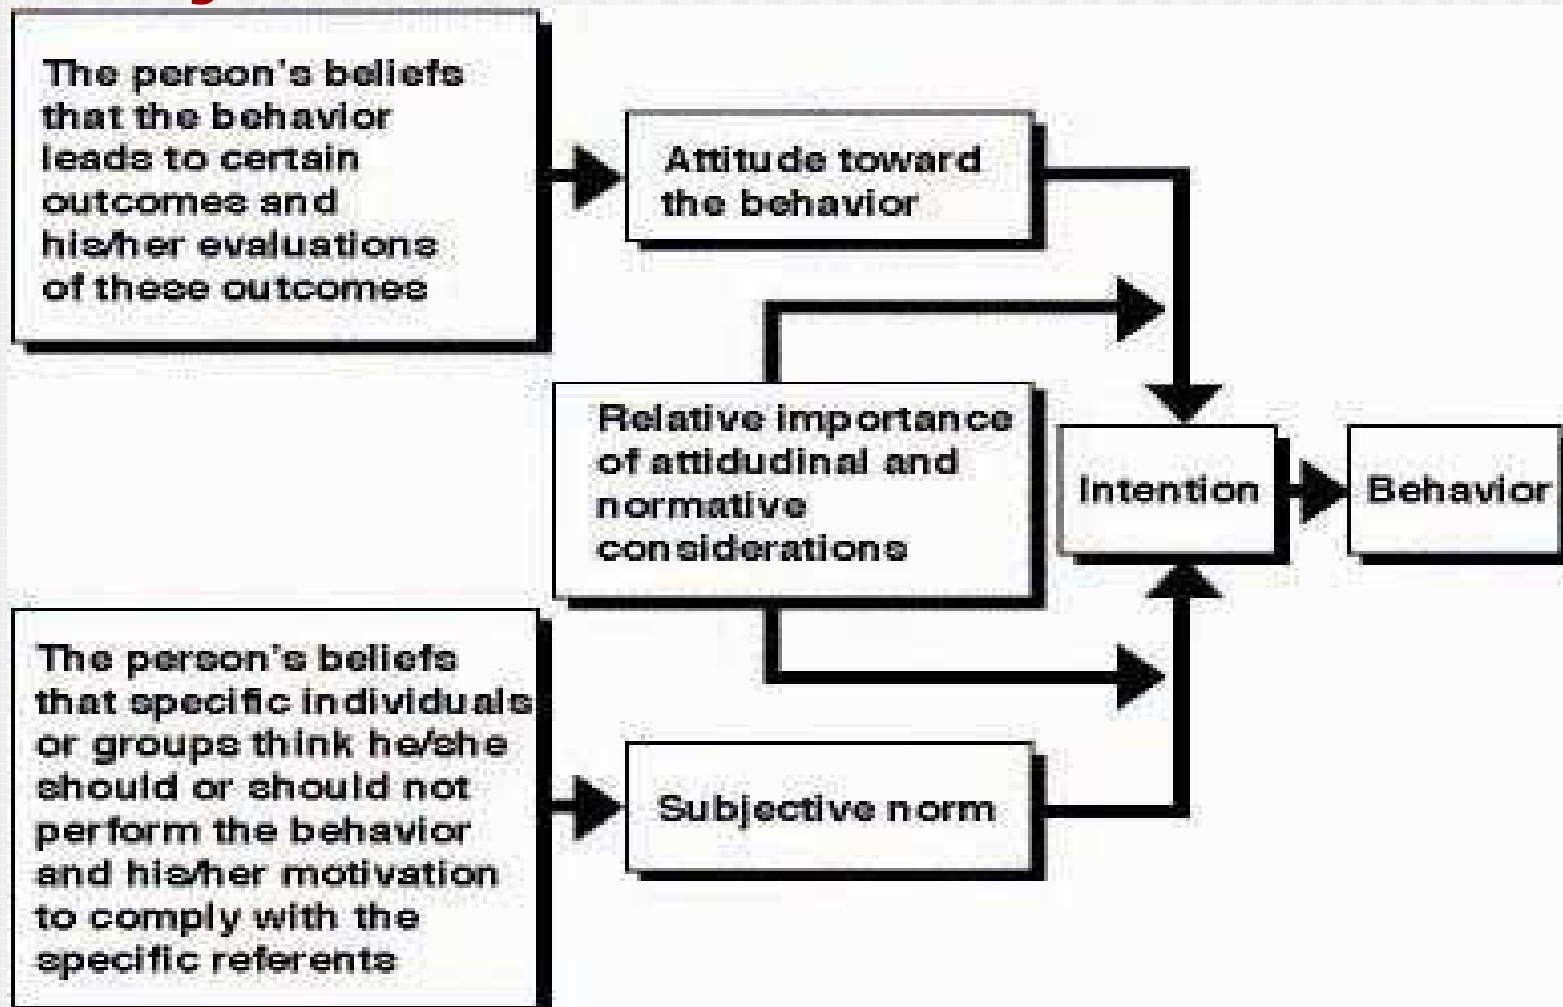 The person's beliefs
that the behavior
leads to certain
outcomes and
his/her evaluations
of these outcomes
Attitude toward
the behavior
Relative importance
of attidudinal and
normative
considerations
Intention
Behavior
The person's beliefs
that specific individuals
or groups think he/she
should or should not
perform the behavior
and his/her motivation
to comply with the
specific referents
Subjective norm